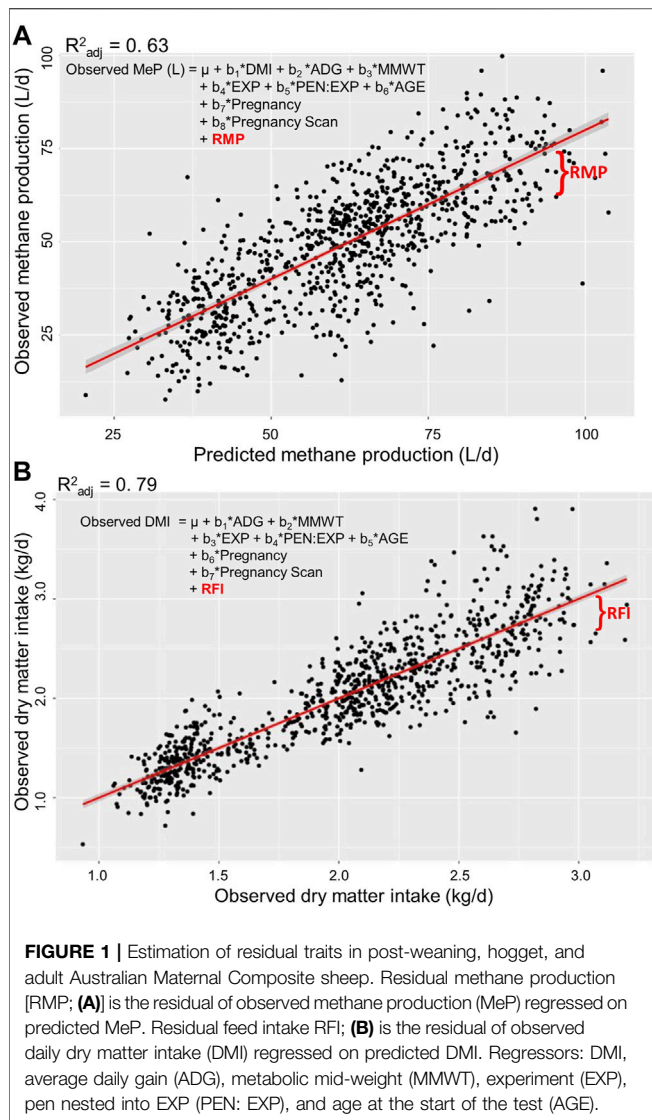 A
R²adj = 0. 63
Observed MeP (L) = µ + b₁*DMI + b₂*ADG + b₃*MMWT
+ b₄*EXP + b₅*PEN:EXP + b₆*AGE
+ b₇*Pregnancy
+ b₈*Pregnancy Scan
+ RMP
Observed methane production (L/d)
100
75
50
25
RMP
25 50 75 100
Predicted methane production (L/d)
B
R²adj = 0. 79
Observed DMI = µ + b₁*ADG + b₂*MMWT
+ b₃*EXP + b₄*PEN:EXP + b₅*AGE
+ b₆*Pregnancy
+ b₇*Pregnancy Scan
+ RFI
Observed dry matter intake (kg/d)
4.0
3.0
2.0
1.0
RFI
1.0 1.5 2.0 2.5 3.0
Observed dry matter intake (kg/d)
FIGURE 1 | Estimation of residual traits in post-weaning, hogget, and
adult Australian Maternal Composite sheep. Residual methane production
[RMP; (A)] is the residual of observed methane production (MeP) regressed on
predicted MeP. Residual feed intake RFI; (B) is the residual of observed
daily dry matter intake (DMI) regressed on predicted DMI. Regressors: DMI,
average daily gain (ADG), metabolic mid-weight (MMWT), experiment (EXP),
pen nested into EXP (PEN: EXP), and age at the start of the test (AGE).